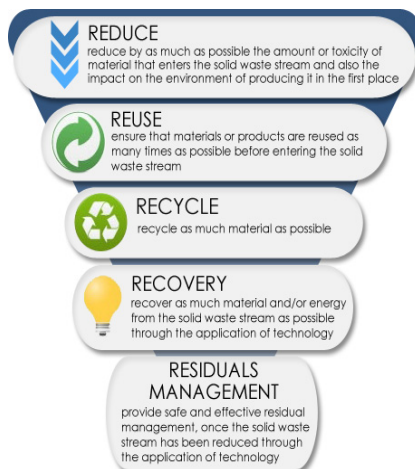 REDUCE
reduce by as much as possible the amount or toxicity of
material that enters the solid waste stream and also the
impact on the environment of producing it in the first place
REUSE
ensure that materials or products are reused as
many times as possible before entering the solid
waste stream
RECYCLE
recycle as much material as possible
RECOVERY
recover as much material and/or energy
from the solid waste stream as possible
through the application of technology
RESIDUALS
MANAGEMENT
provide safe and effective residual
management, once the solid waste
stream has been reduced through
the application of technology